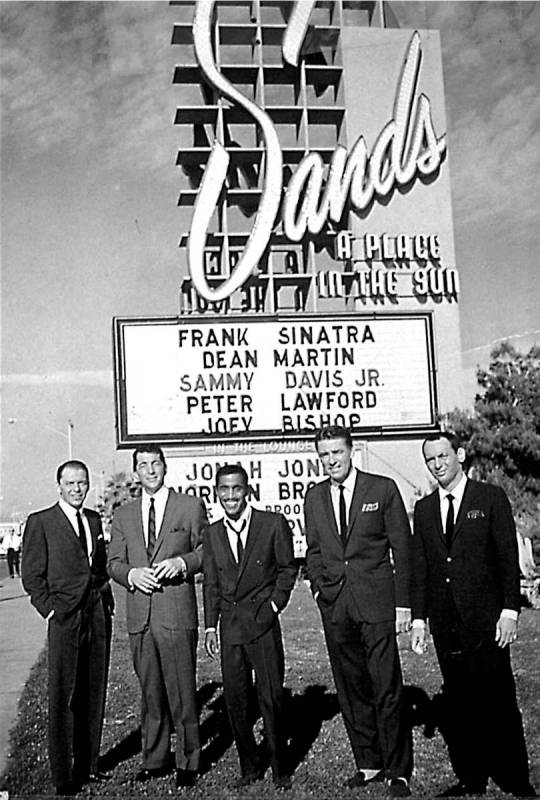 Sands
A PLACE
IN THE SUN
FRANK SINATRA
DEAN MARTIN
SAMMY DAVIS JR.
PETER LAWFORD
JOEY BISHOP
IN THE LOUNGE
JONAH